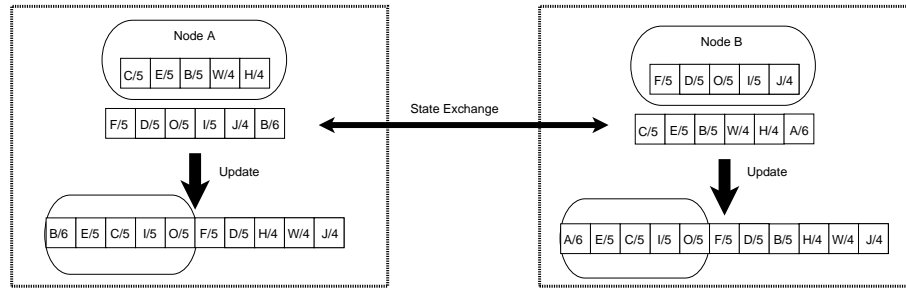 Node A
C/5 E/5 B/5 W/4 H/4
F/5 D/5 O/5 I/5 J/4 B/6
Update
B/6 E/5 C/5 I/5 O/5 F/5 D/5 H/4 W/4 J/4
State Exchange
Node B
F/5 D/5 O/5 I/5 J/4
C/5 E/5 B/5 W/4 H/4 A/6
Update
A/6 E/5 C/5 I/5 O/5 F/5 D/5 B/5 H/4 W/4 J/4